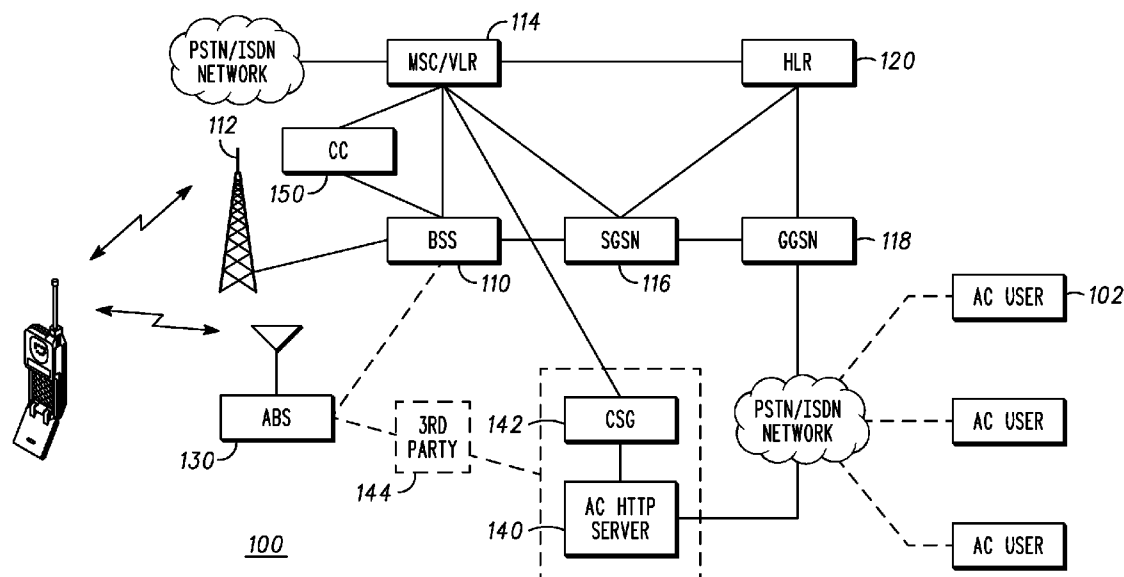 114
PSTN/ISDN
NETWORK
MSC/VLR
HLR
120
112
CC
150
BSS
110
SGSN
116
GGSN
118
AC USER
102
ABS
130
3RD
PARTY
144
142
CSG
PSTN/ISDN
NETWORK
AC USER
140
AC HTTP
SERVER
AC USER
100